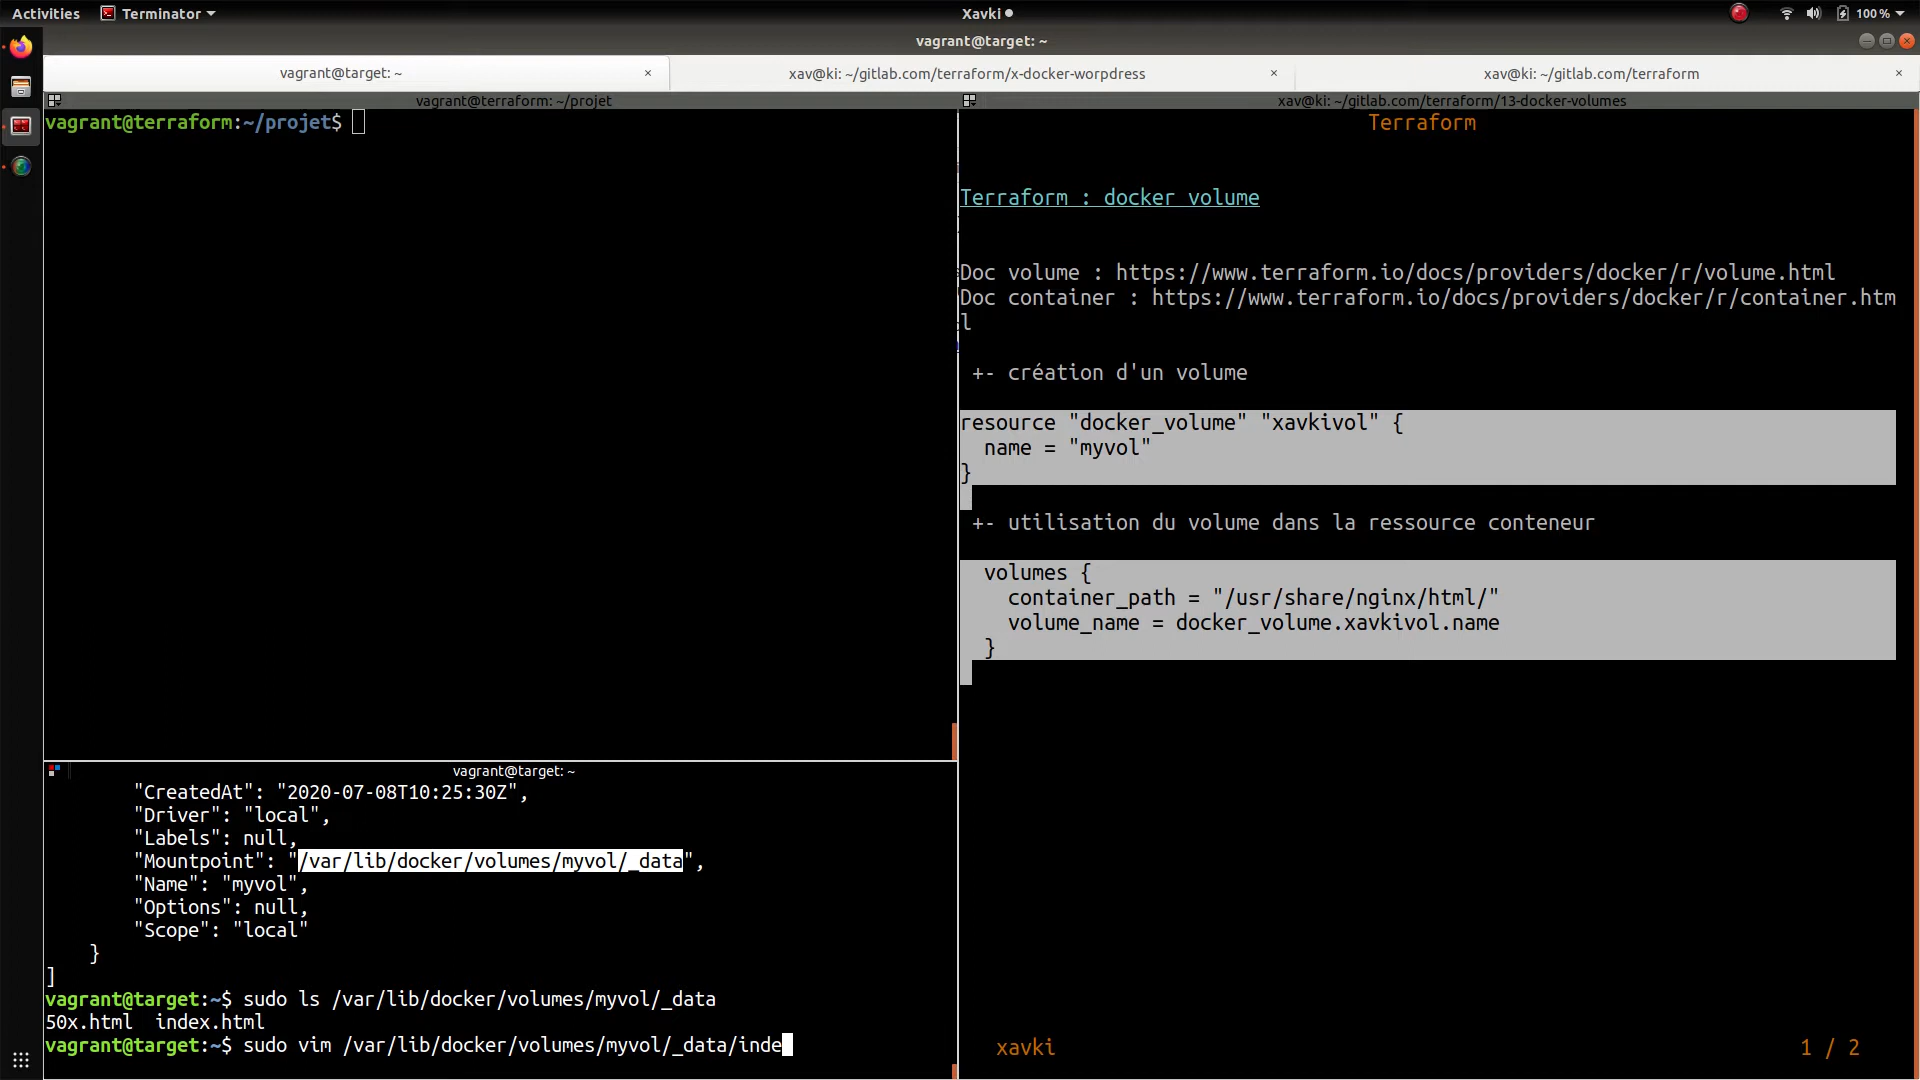 Activities
Terminator
Xavki
100 %
vagrant@target: ~
vagrant@target: ~
xav@ki: ~/gitlab.com/terraform/x-docker-worpdress
xav@ki: ~/gitlab.com/terraform
vagrant@terraform: ~/projet
vagrant@terraform:~/projet$
vagrant@target: ~
"CreatedAt": "2020-07-08T10:25:30Z",
"Driver": "local",
"Labels": null,
"Mountpoint": "/var/lib/docker/volumes/myvol/_data",
"Name": "myvol",
"Options": null,
"Scope": "local"
}
]
vagrant@target:~$ sudo ls /var/lib/docker/volumes/myvol/_data
50x.html  index.html
vagrant@target:~$ sudo vim /var/lib/docker/volumes/myvol/_data/inde
xav@ki: ~/gitlab.com/terraform/13-docker-volumes
Terraform
Terraform : docker volume
Doc volume : https://www.terraform.io/docs/providers/docker/r/volume.html
Doc container : https://www.terraform.io/docs/providers/docker/r/container.htm
l
+- création d'un volume
resource "docker_volume" "xavkivol" {
name = "myvol"
}
+- utilisation du volume dans la ressource conteneur
volumes {
container_path = "/usr/share/nginx/html/"
volume_name = docker_volume.xavkivol.name
}
xavki
1 / 2